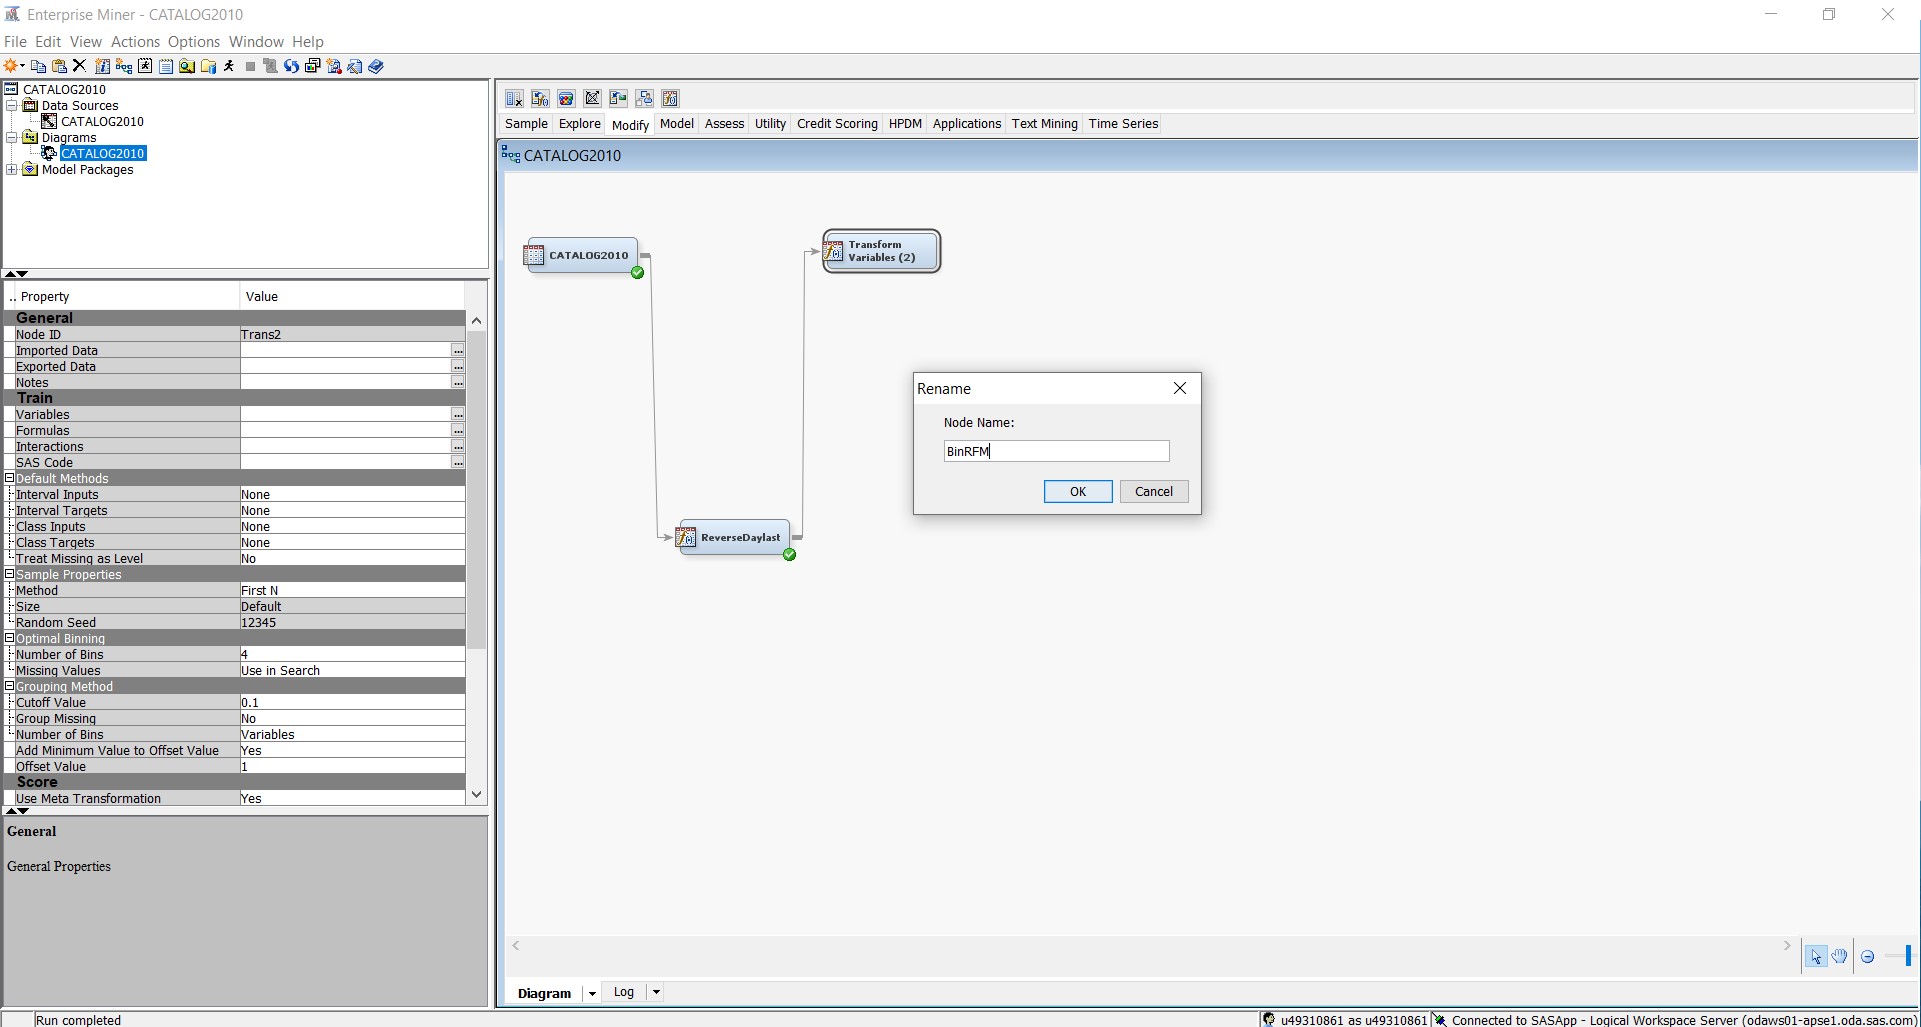 Enterprise Miner - CATALOG2010
File Edit View Actions Options Window Help
CATALOG2010
Data Sources
CATALOG2010
Diagrams
CATALOG2010
Model Packages
.. Property Value
General
Node ID Trans2
Imported Data ...
Exported Data ...
Notes ...
Train
Variables ...
Formulas ...
Interactions ...
SAS Code ...
Default Methods
Interval Inputs None
Interval Targets None
Class Inputs None
Class Targets None
Treat Missing as Level No
Sample Properties
Method First N
Size Default
Random Seed 12345
Optimal Binning
Number of Bins 4
Missing Values Use in Search
Grouping Method
Cutoff Value 0.1
Group Missing No
Number of Bins Variables
Add Minimum Value to Offset Value Yes
Offset Value 1
Score
Use Meta Transformation Yes
General
General Properties
Sample Explore Modify Model Assess Utility Credit Scoring HPDM Applications Text Mining Time Series
CATALOG2010
CATALOG2010
Transform
Variables (2)
ReverseDaylast
Rename
Node Name:
BinRFM
OK Cancel
Diagram Log
Run completed
u49310861 as u49310861 Connected to SASApp - Logical Workspace Server (odaws01-apse1.oda.sas.com)